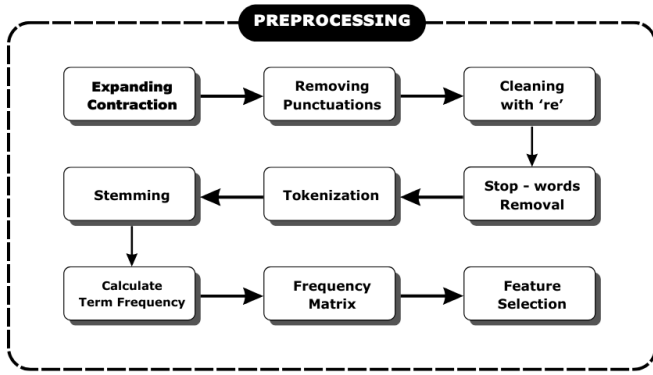 PREPROCESSING
Expanding
Contraction
Removing
Punctuations
Cleaning
with ‘re’
Stemming
Tokenization
Stop - words
Removal
Calculate
Term Frequency
Frequency
Matrix
Feature
Selection